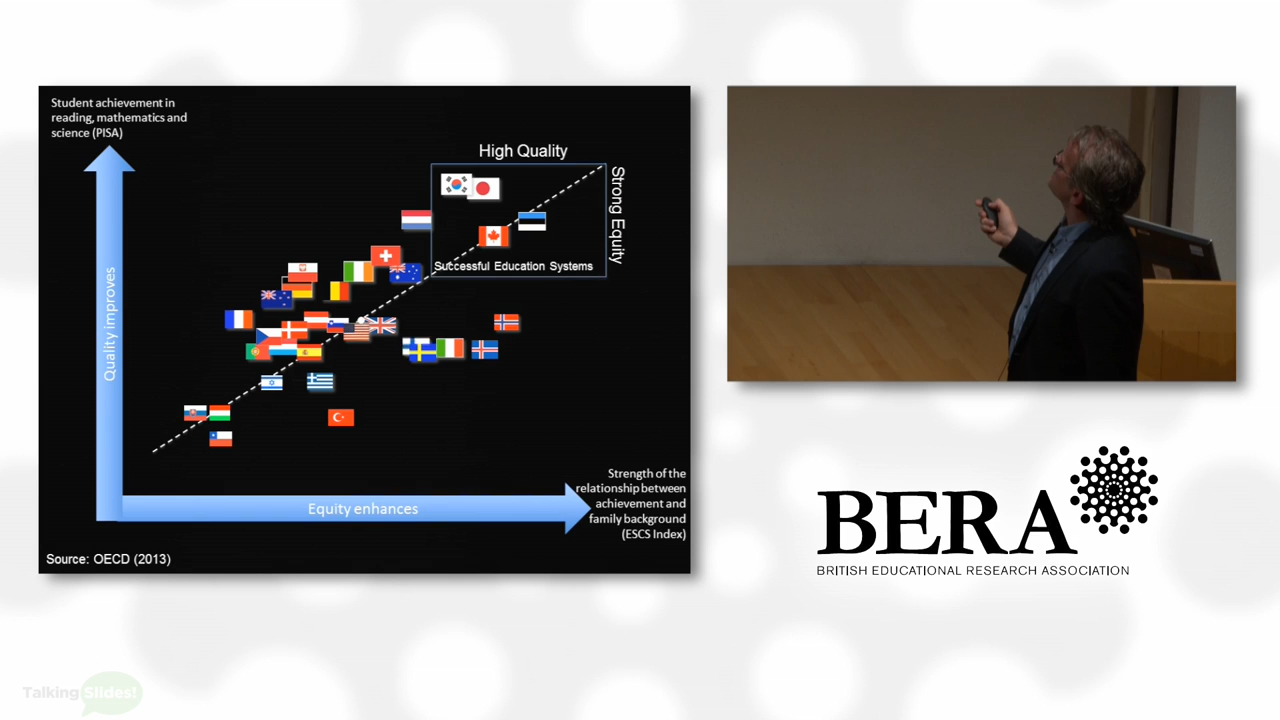 Student achievement in
reading, mathematics and
science (PISA)
High Quality
Strong Equity
Successful Education Systems
Quality improves
Strength of the
relationship between
achievement and
family background
(ESCS Index)
Equity enhances
Source: OECD (2013)
BERA
BRITISH EDUCATIONAL RESEARCH ASSOCIATION
Talking Slides!